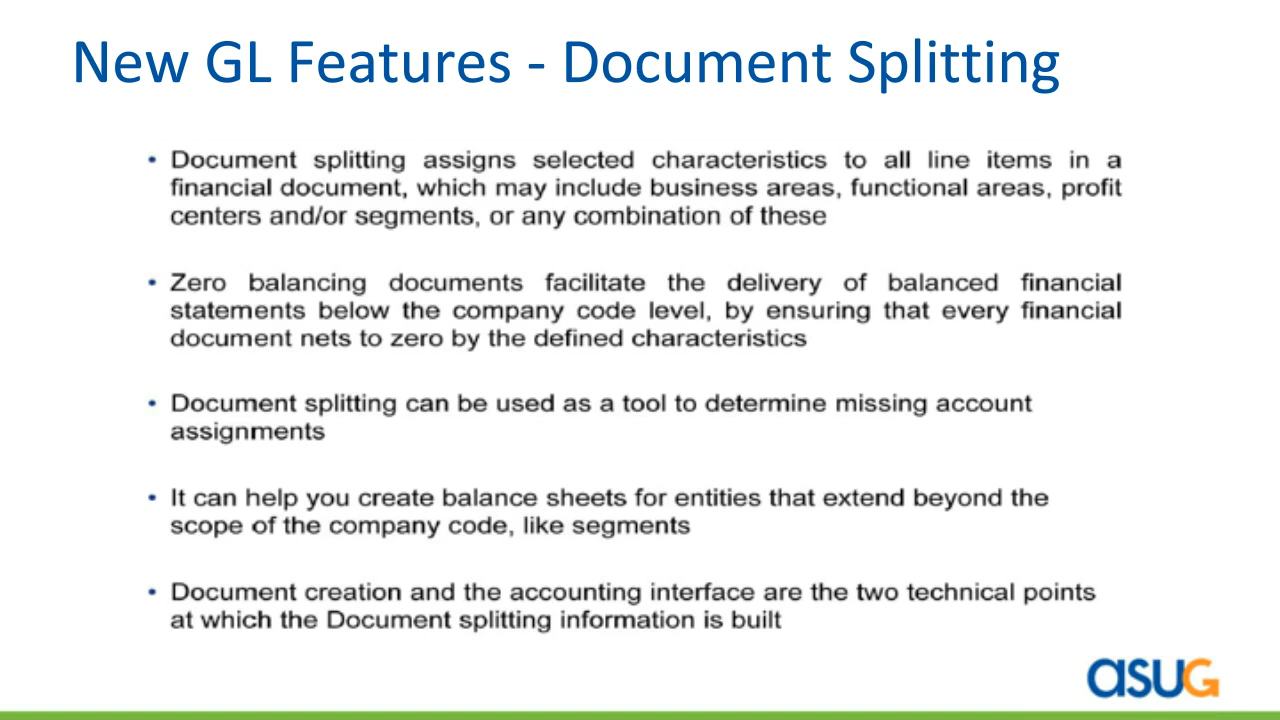 New GL Features - Document Splitting
• Document splitting assigns selected characteristics to all line items in a
financial document, which may include business areas, functional areas, profit
centers and/or segments, or any combination of these
• Zero balancing documents facilitate the delivery of balanced financial
statements below the company code level, by ensuring that every financial
document nets to zero by the defined characteristics
• Document splitting can be used as a tool to determine missing account
assignments
• It can help you create balance sheets for entities that extend beyond the
scope of the company code, like segments
• Document creation and the accounting interface are the two technical points
at which the Document splitting information is built
asuG